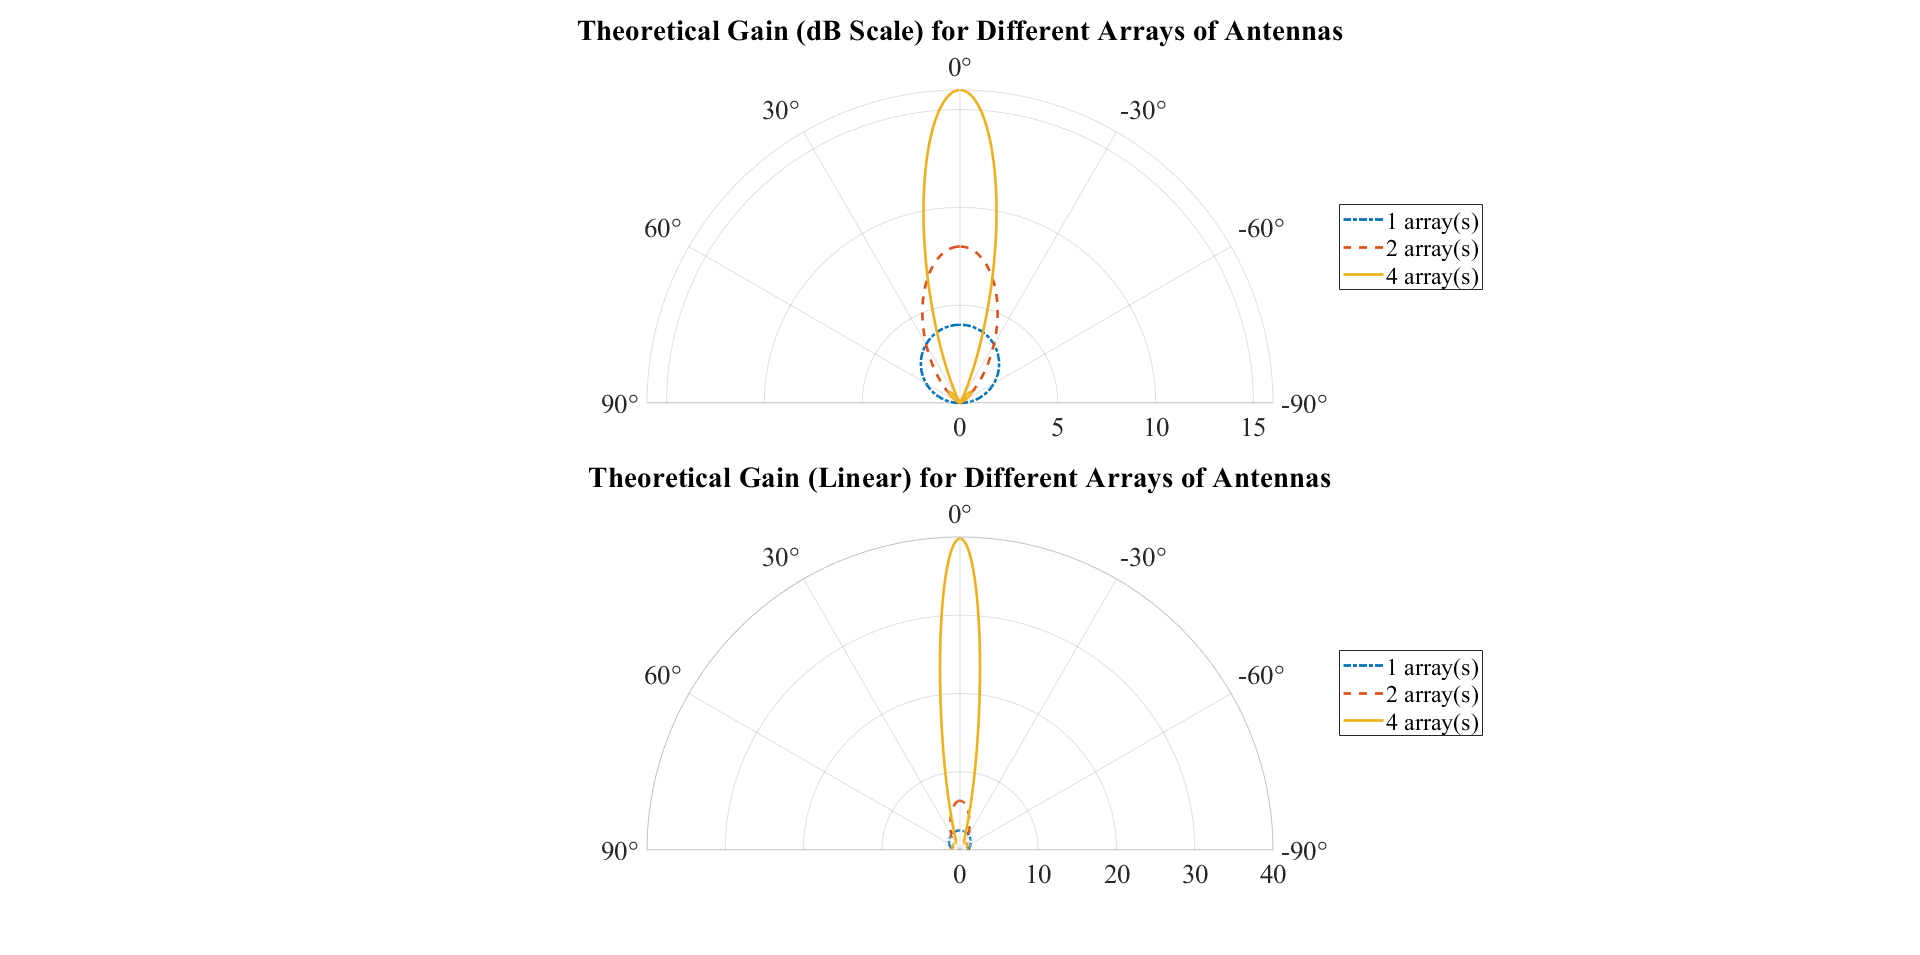 Theoretical Gain (dB Scale) for Different Arrays of Antennas
0°
30°
-30°
60°
-60°
90°
-90°
0 5 10 15
1 array(s)
2 array(s)
4 array(s)
Theoretical Gain (Linear) for Different Arrays of Antennas
0°
30°
-30°
60°
-60°
90°
-90°
0 10 20 30 40
1 array(s)
2 array(s)
4 array(s)